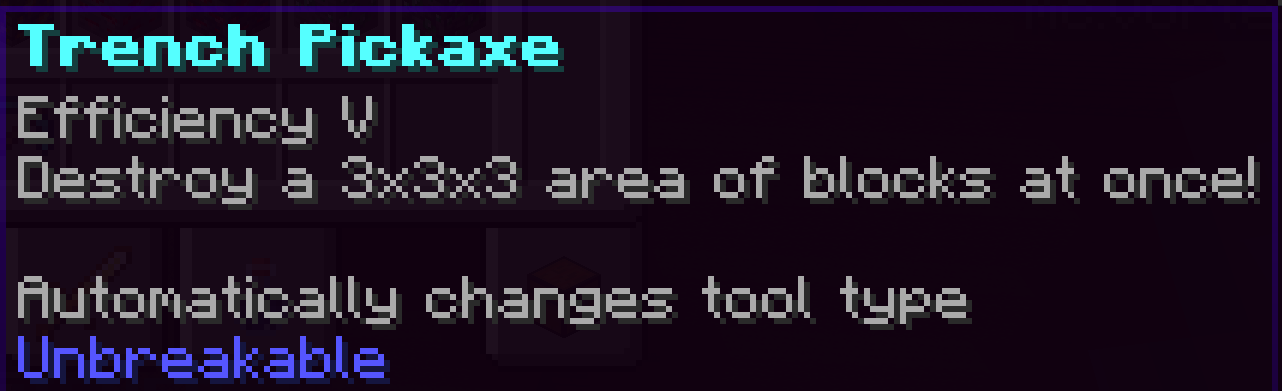 Trench Pickaxe
Efficiency V
Destroy a 3x3x3 area of blocks at once!
Automatically changes tool type
Unbreakable